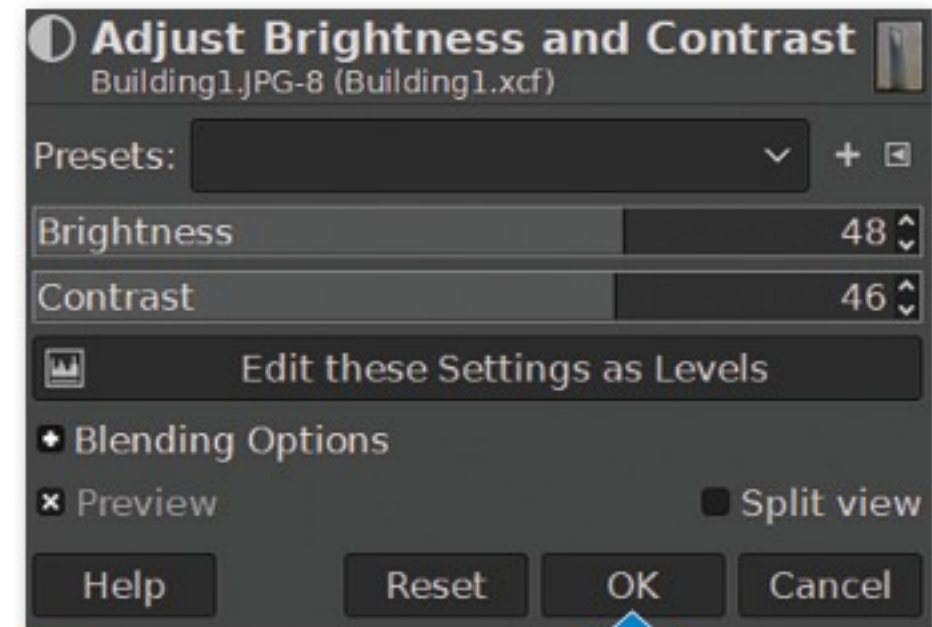 Adjust Brightness and Contrast
Building1.JPG-8 (Building1.xcf)
Presets:
Brightness 48
Contrast 46
Edit these Settings as Levels
Blending Options
Preview Split view
Help Reset OK Cancel